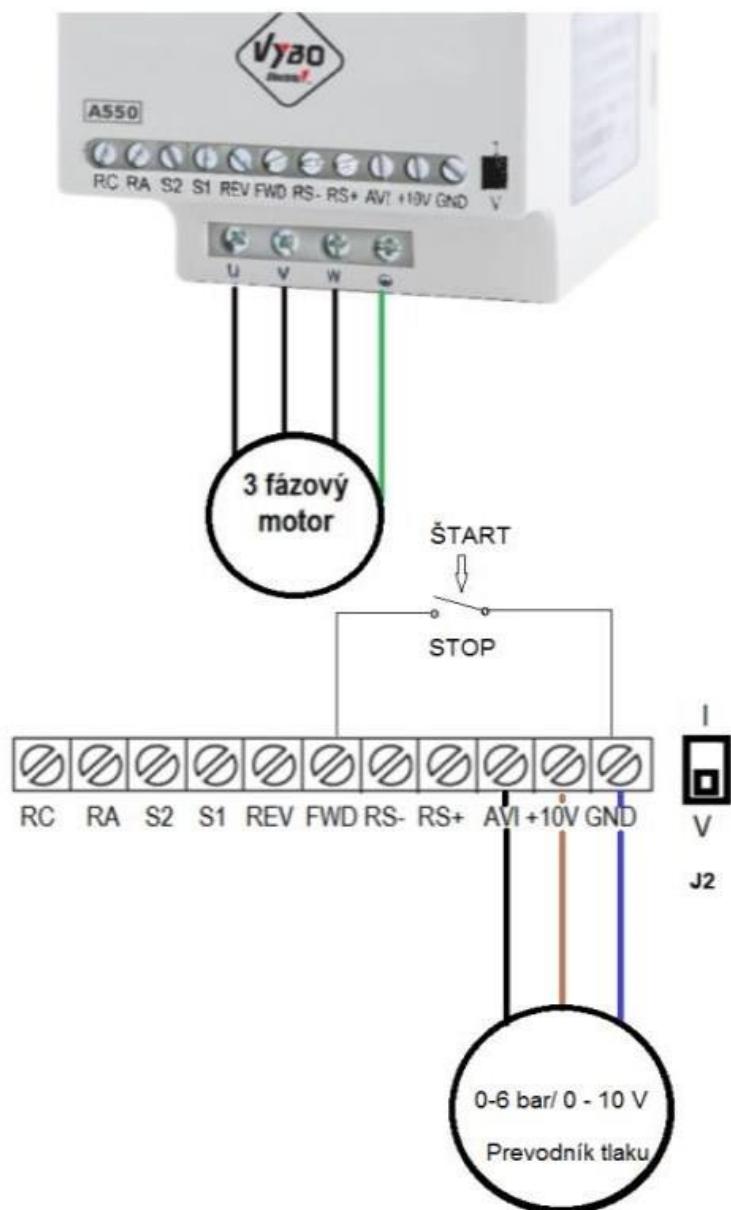 Vybo
Electric
A550
RC RA S2 S1 REV FWD RS- RS+ AVI +10V GND
I
V
U V W
3 fázový
motor
ŠTART
STOP
I
RC RA S2 S1 REV FWD RS- RS+ AVI +10V GND
V
J2
0-6 bar/ 0 - 10 V
Prevodník tlaku